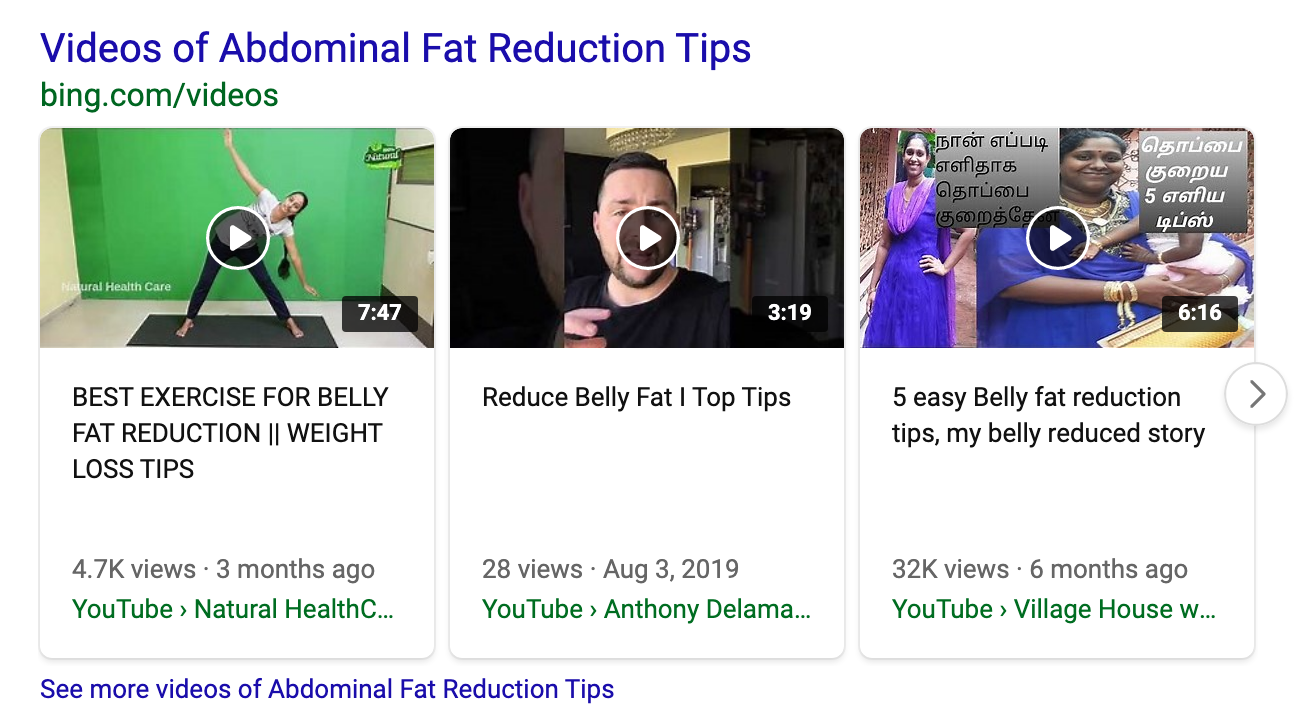 Videos of Abdominal Fat Reduction Tips
bing.com/videos
Natural
Natural Health Care
7:47
BEST EXERCISE FOR BELLY
FAT REDUCTION || WEIGHT
LOSS TIPS
4.7K views · 3 months ago
YouTube › Natural HealthC...
3:19
Reduce Belly Fat I Top Tips
28 views · Aug 3, 2019
YouTube › Anthony Delama...
நான் எப்படி
எளிதாக
தொப்பை
குறைத்தேன்
தொப்பை
குறைய
5 எளிய
டிப்ஸ்
6:16
5 easy Belly fat reduction
tips, my belly reduced story
32K views · 6 months ago
YouTube › Village House w...
See more videos of Abdominal Fat Reduction Tips